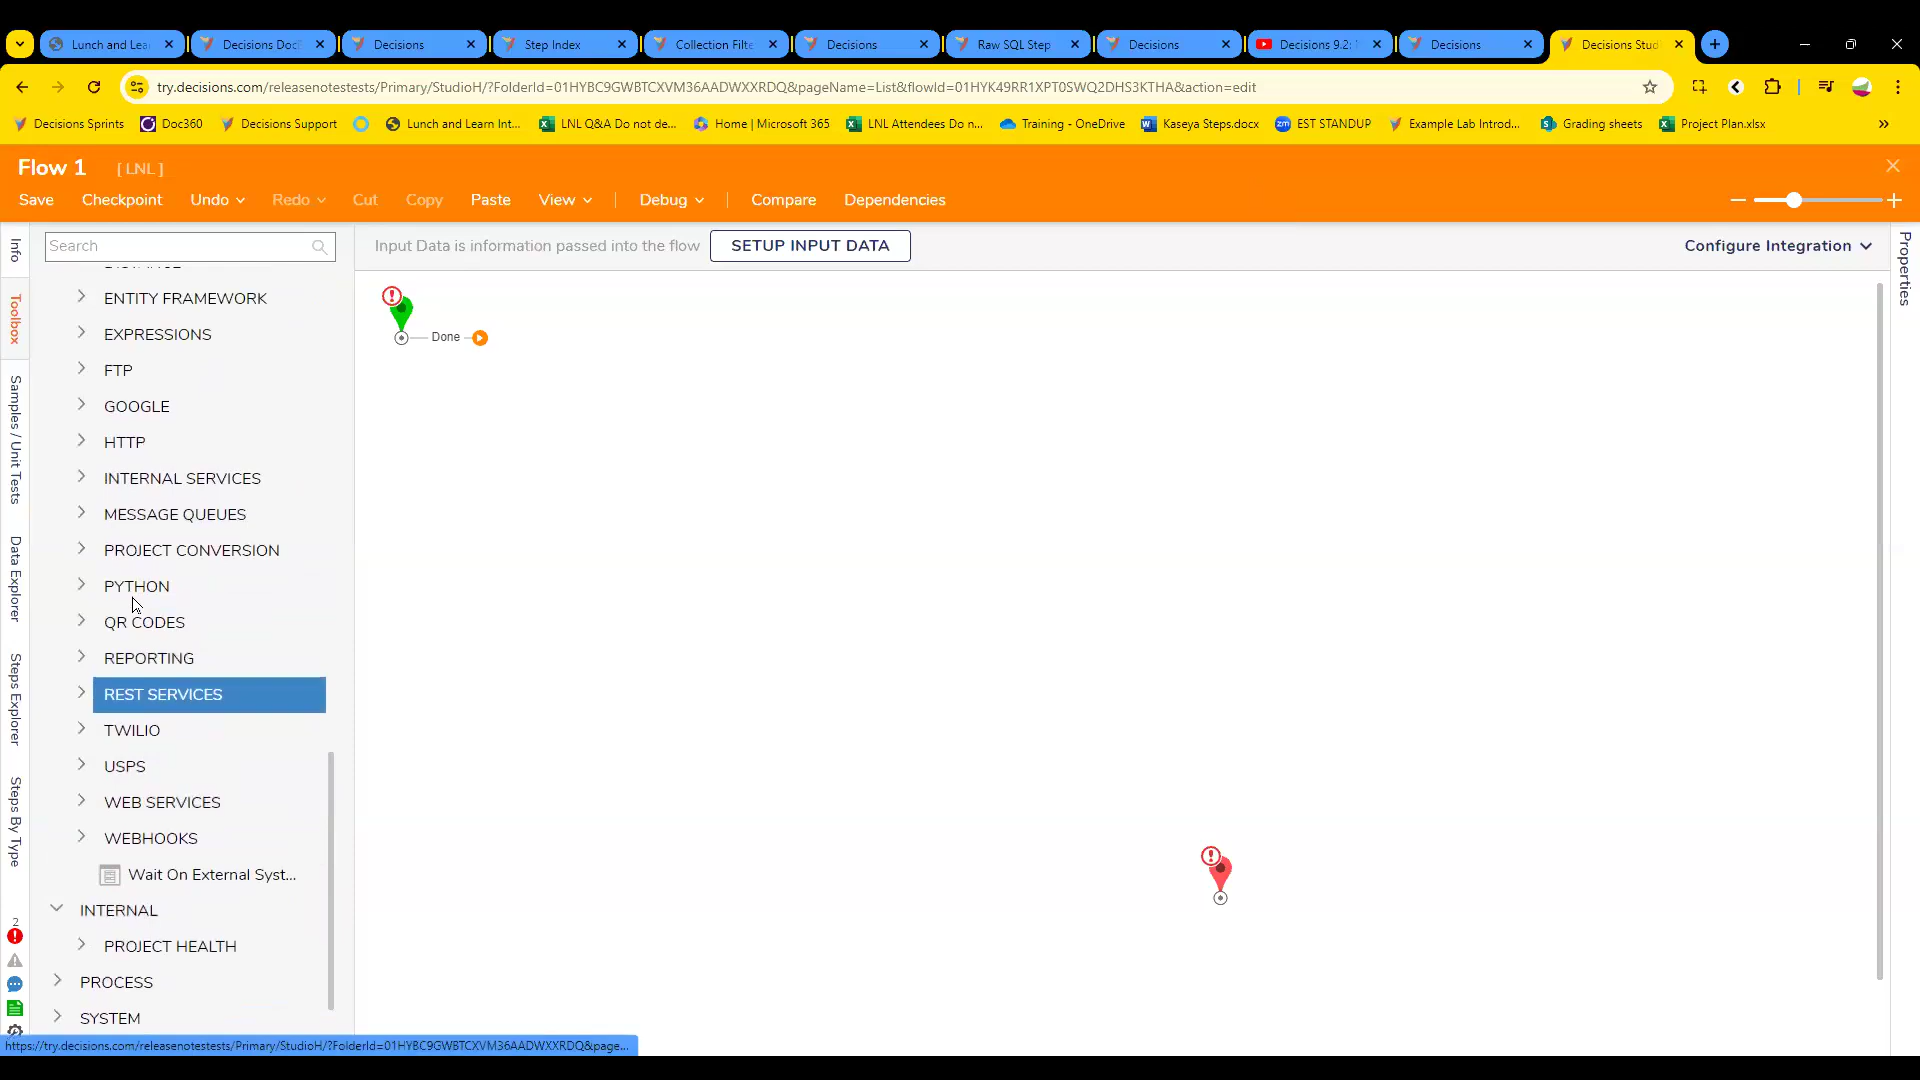 Lunch and Lea
Decisions Doc
Decisions
Step Index
Collection Filte
Decisions
Raw SQL Step
Decisions
Decisions 9.2:
Decisions
Decisions Stud
try.decisions.com/releasenotestests/Primary/StudioH/?FolderId=01HYBC9GWBTCXVM36AADWXXRDQ&pageName=List&flowId=01HYK49RR1XPT0SWQ2DHS3KTHA&action=edit
Decisions Sprints
Doc360
Decisions Support
Lunch and Learn Int...
LNL Q&A Do not de...
Home | Microsoft 365
LNL Attendees Do n...
Training - OneDrive
Kaseya Steps.docx
EST STANDUP
Example Lab Introd...
Grading sheets
Project Plan.xlsx
Flow 1 [ LNL ]
Save Checkpoint Undo Redo Cut Copy Paste View | Debug | Compare Dependencies
Info
Toolbox
Samples / Unit Tests
Data Explorer
Steps Explorer
Steps By Type
2
Search
Input Data is information passed into the flow
SETUP INPUT DATA
Configure Integration
Properties
ENTITY FRAMEWORK
EXPRESSIONS
FTP
GOOGLE
HTTP
INTERNAL SERVICES
MESSAGE QUEUES
PROJECT CONVERSION
PYTHON
QR CODES
REPORTING
REST SERVICES
TWILIO
USPS
WEB SERVICES
WEBHOOKS
Wait On External Syst...
INTERNAL
PROJECT HEALTH
PROCESS
SYSTEM
Done
https://try.decisions.com/releasenotestests/Primary/StudioH/?FolderId=01HYBC9GWBTCXVM36AADWXXRDQ&page...